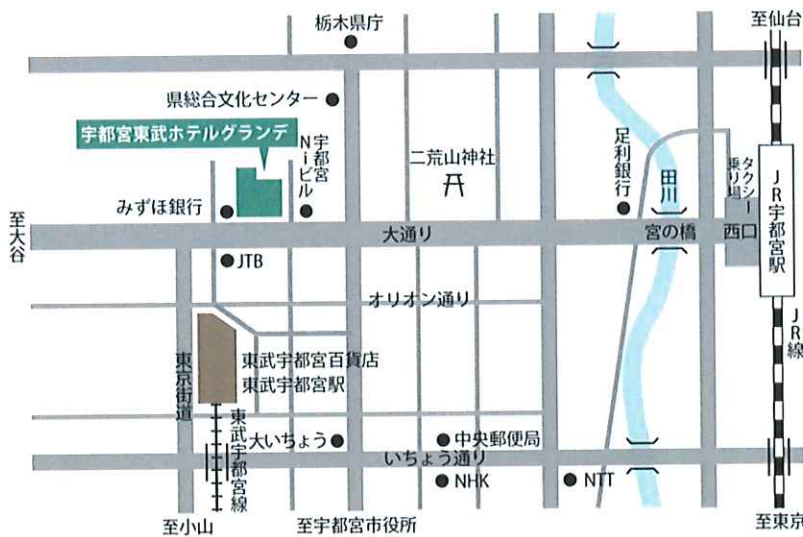 栃木県庁
至仙台
県総合文化センター
宇都宮東武ホテルグランデ
宇都宮
Niビル
二荒山神社
足利銀行
田川
タクシー
乗り場
JR宇都宮駅
みずほ銀行
至大谷
大通り
宮の橋
西口
JTB
オリオン通り
JR線
東京街道
東武宇都宮百貨店
東武宇都宮駅
東武宇都宮線
大いちょう
中央郵便局
いちょう通り
NHK
NTT
至小山
至宇都宮市役所
至東京